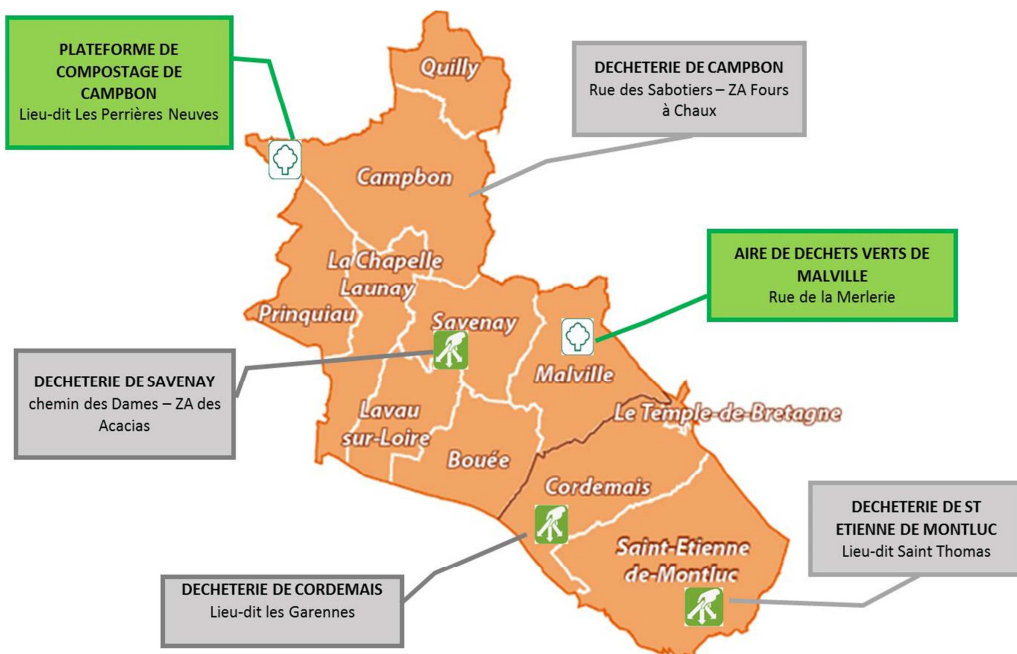 PLATEFORME DE
COMPOSTAGE DE
CAMPBON
Lieu-dit Les Perrières Neuves
Quilly
DECHETERIE DE CAMPBON
Rue des Sabotiers – ZA Fours
à Chaux
Campbon
La Chapelle
Launay
Prinquiau
Savenay
AIRE DE DECHETS VERTS DE
MALVILLE
Rue de la Merlerie
Malville
DECHETERIE DE SAVENAY
chemin des Dames – ZA des
Acacias
Lavau
sur-Loire
Bouée
Le Temple-de-Bretagne
Cordemais
Saint-Etienne
de-Montluc
DECHETERIE DE ST
ETIENNE DE MONTLUC
Lieu-dit Saint Thomas
DECHETERIE DE CORDEMAIS
Lieu-dit les Garennes